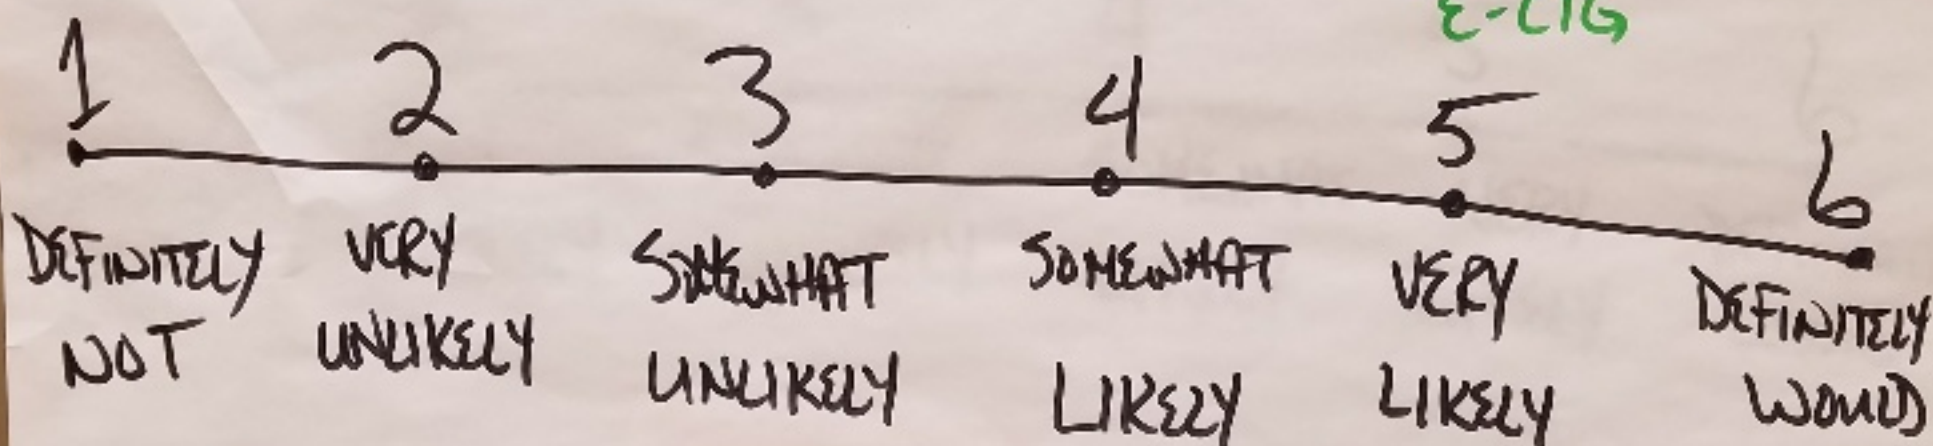 E-CIG
1 2 3 4 5 6
DEFINITELY VERY SOMEWHAT SOMEWHAT VERY DEFINITELY
NOT UNLIKELY UNLIKELY LIKELY LIKELY WOULD